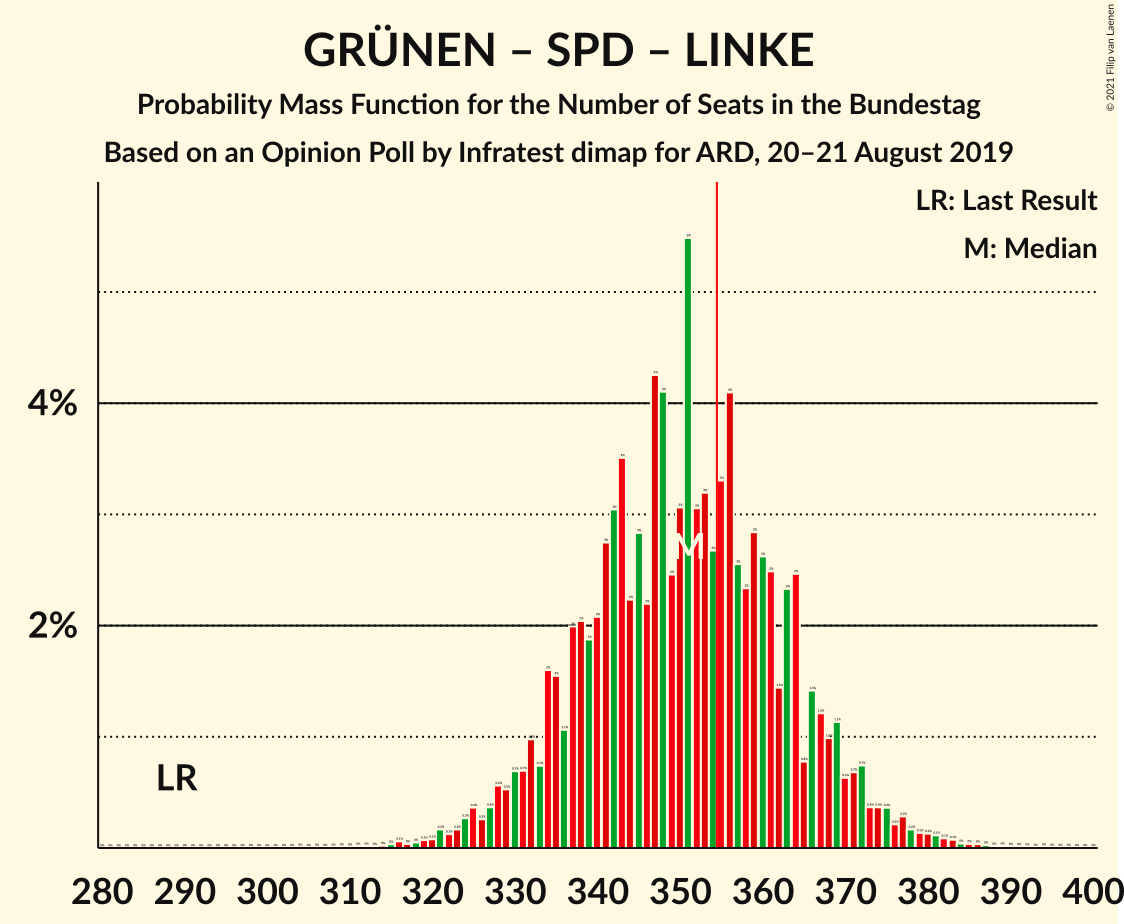 GRÜNEN – SPD – LINKE
Probability Mass Function for the Number of Seats in the Bundestag
Based on an Opinion Poll by Infratest dimap for ARD, 20–21 August 2019
© 2021 Filip van Laenen
LR: Last Result
M: Median
4%
2%
M
LR
280 290 300 310 320 330 340 350 360 370 380 390 400